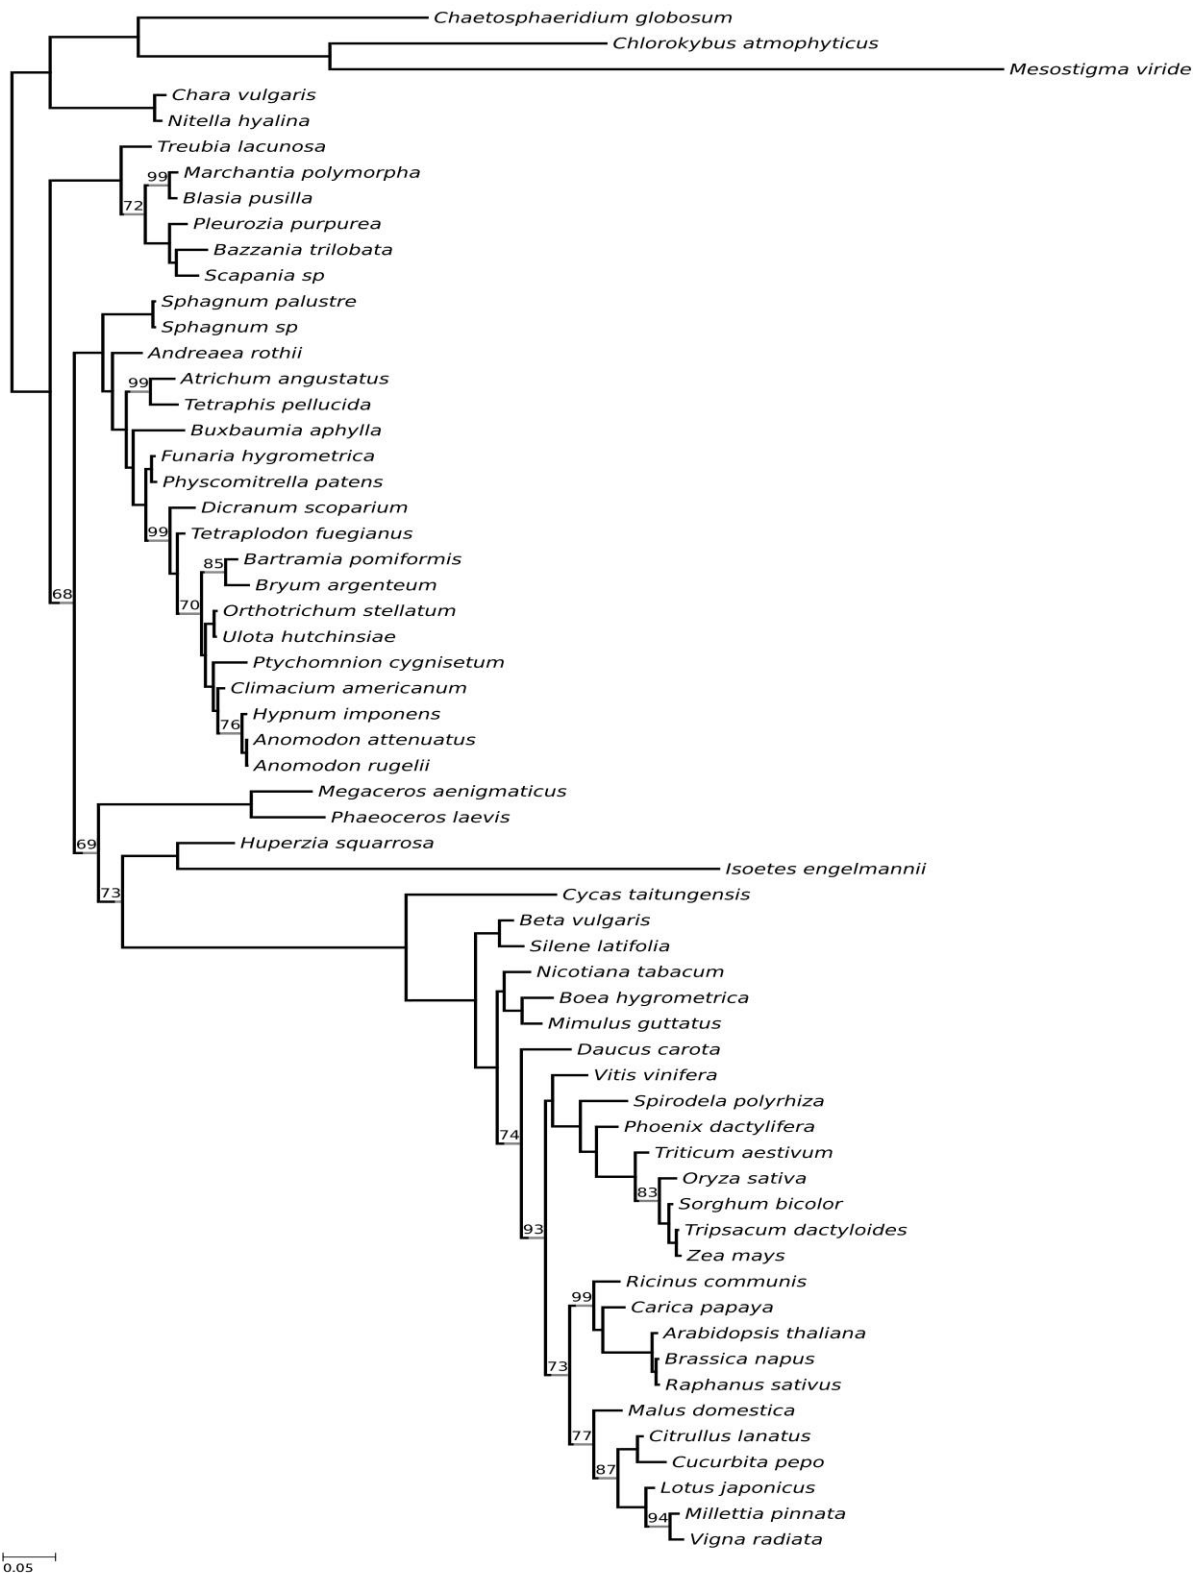 Chaetosphaeridium globosum
Chlorokybus atmophyticus
Mesostigma viride
Chara vulgaris
Nitella hyalina
Treubia lacunosa
99 Marchantia polymorpha
Blasia pusilla
72
Pleurozia purpurea
Bazzania trilobata
Scapania sp
Sphagnum palustre
Sphagnum sp
Andreaea rothii
99 Atrichum angustatus
Tetraphis pellucida
Buxbaumia aphylla
Funaria hygrometrica
Physcomitrella patens
Dicranum scoparium
99 Tetraplodon fuegianus
85 Bartramia pomiformis
Bryum argenteum
68
70 Orthotrichum stellatum
Ulota hutchinsiae
Ptychomnion cygnisetum
Climacium americanum
Hypnum imponens
76
Anomodon attenuatus
Anomodon rugelii
Megaceros aenigmaticus
Phaeoceros laevis
69 Huperzia squarrosa
Isoetes engelmannii
73 Cycas taitungensis
Beta vulgaris
Silene latifolia
Nicotiana tabacum
Boea hygrometrica
Mimulus guttatus
Daucus carota
Vitis vinifera
Spirodela polyrhiza
Phoenix dactylifera
74
Triticum aestivum
Oryza sativa
83
Sorghum bicolor
93 Tripsacum dactyloides
Zea mays
Ricinus communis
99
Carica papaya
Arabidopsis thaliana
Brassica napus
73
Raphanus sativus
Malus domestica
77 Citrullus lanatus
Cucurbita pepo
87
Lotus japonicus
Millettia pinnata
94
Vigna radiata
0.05